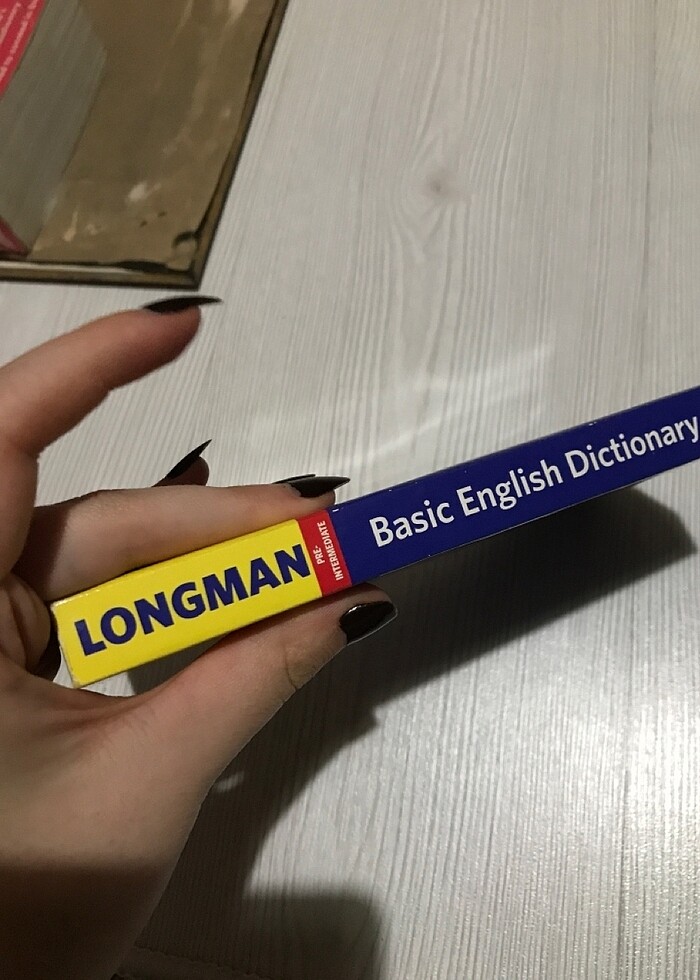 LONGMAN
PRE-
INTERMEDIATE
Basic English Dictionary